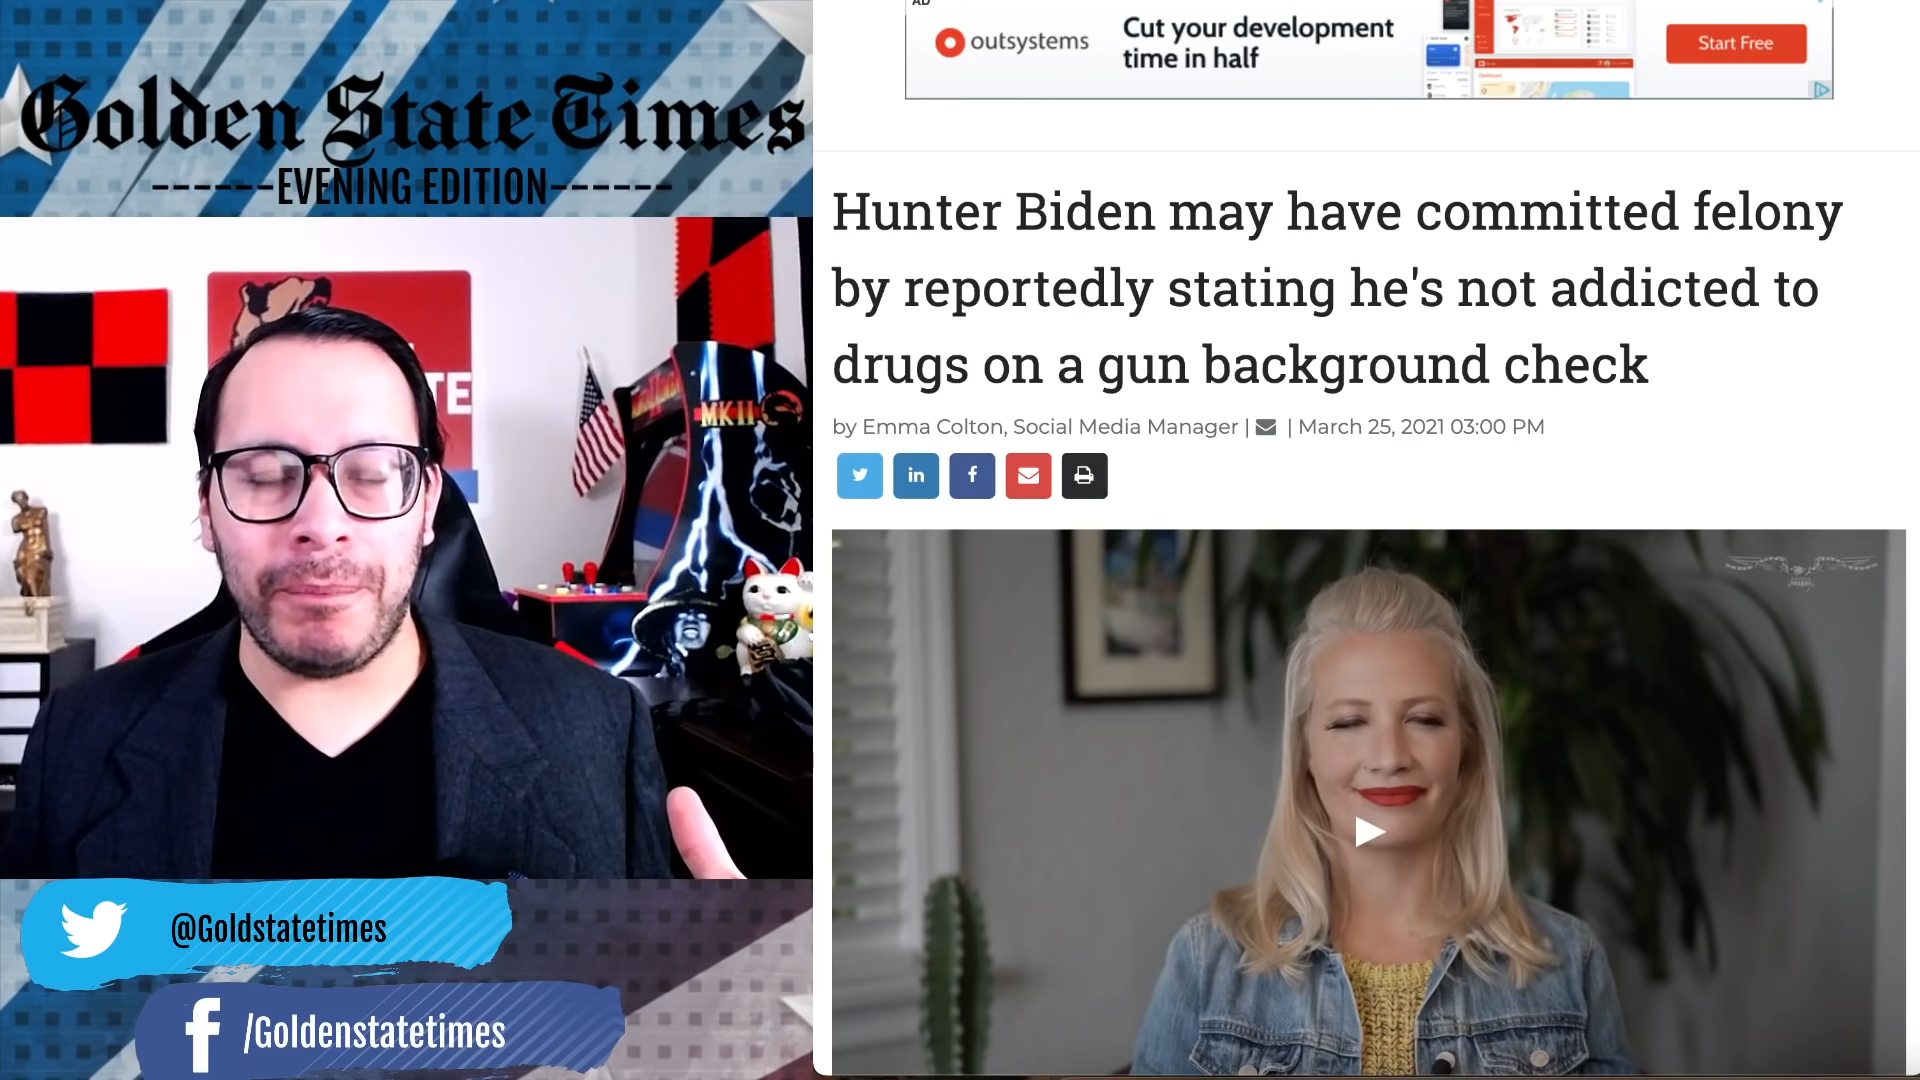 Golden State Times
------EVENING EDITION------
TE
MKII
@Goldstatetimes
f /Goldenstatetimes
AD
outsystems
Cut your development
time in half
Start Free
Hunter Biden may have committed felony
by reportedly stating he's not addicted to
drugs on a gun background check
by Emma Colton, Social Media Manager | | March 25, 2021 03:00 PM
in
f